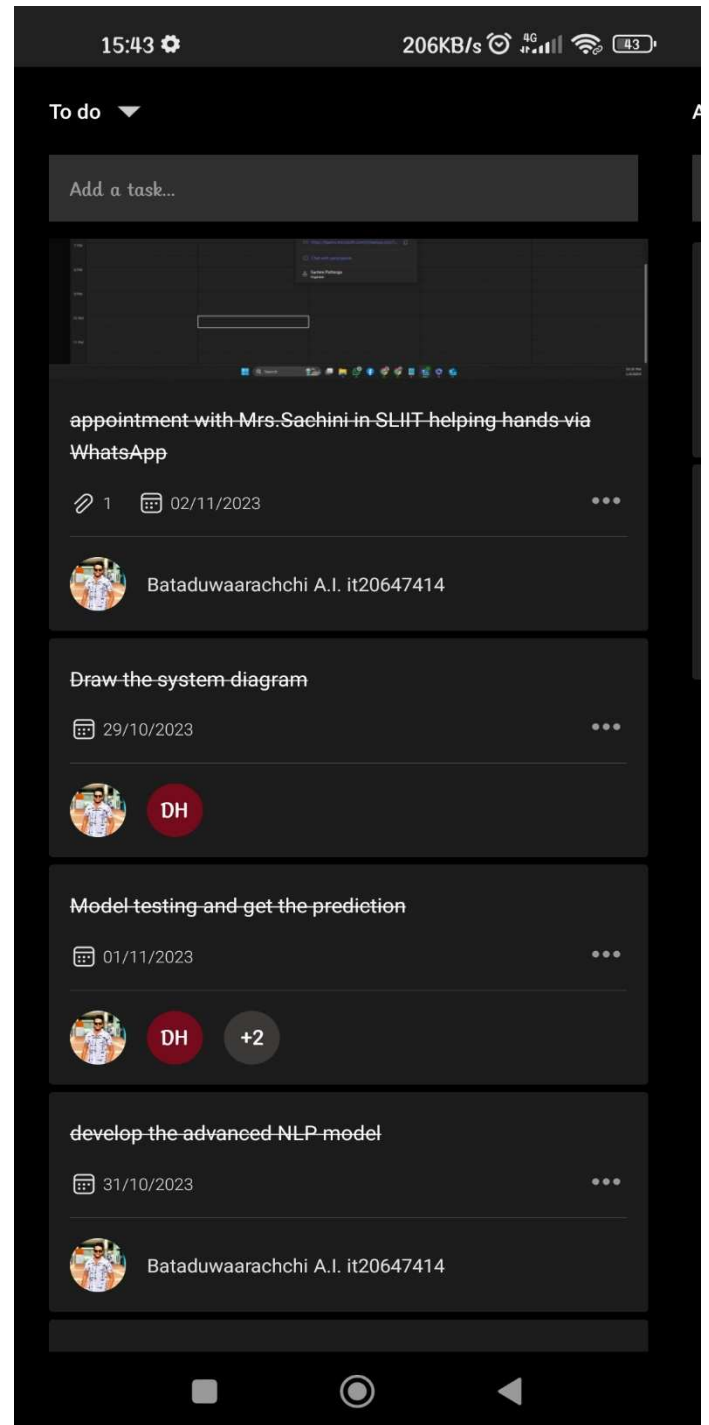 15:43 206KB/s 4G 43
To do
A
Add a task...
Search
appointment with Mrs.Sachini in SLIIT helping hands via
WhatsApp
1 02/11/2023
Bataduwaarachchi A.I. it20647414
Draw the system diagram
29/10/2023
DH
Model testing and get the prediction
01/11/2023
DH +2
develop the advanced NLP model
31/10/2023
Bataduwaarachchi A.I. it20647414